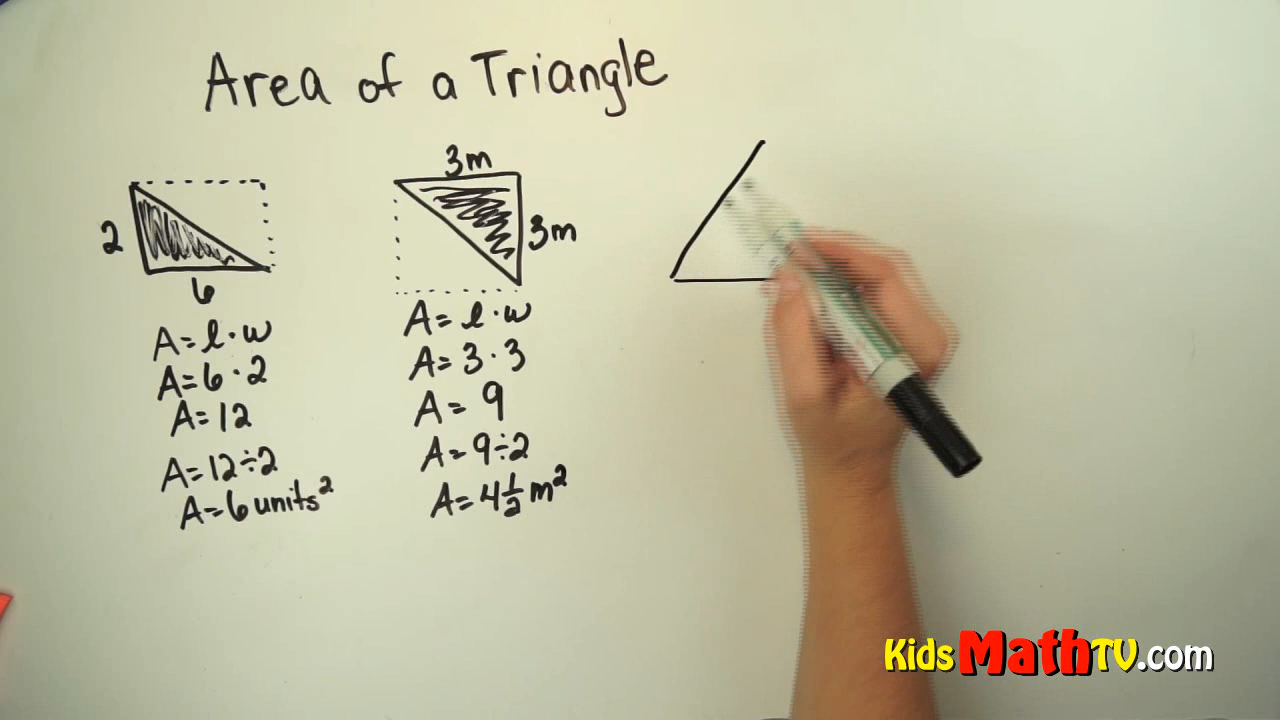 Area of a Triangle
2
6
A=l·w
A=6·2
A=12
A=12÷2
A=6 units²
3m
3m
A=l·w
A=3·3
A=9
A=9÷2
A=4½ m²
KidsMathTV.com